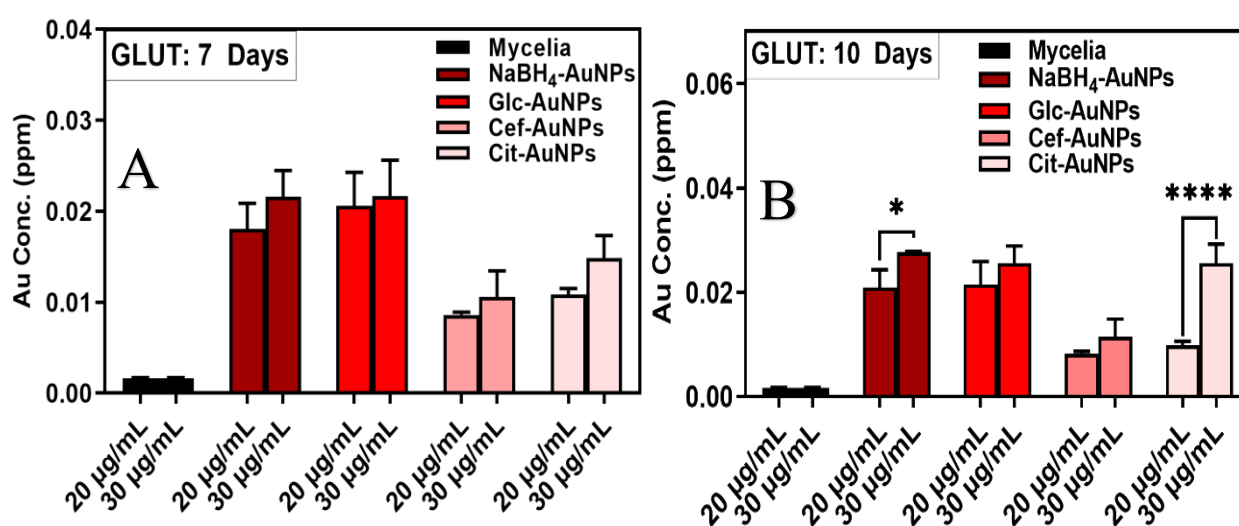 GLUT: 7 Days
A
Mycelia
NaBH₄-AuNPs
Glc-AuNPs
Cef-AuNPs
Cit-AuNPs
Au Conc. (ppm)
0.04
0.03
0.02
0.01
0.00
20 µg/mL
30 µg/mL
20 µg/mL
30 µg/mL
20 µg/mL
30 µg/mL
20 µg/mL
30 µg/mL
20 µg/mL
30 µg/mL
GLUT: 10 Days
B
Mycelia
NaBH₄-AuNPs
Glc-AuNPs
Cef-AuNPs
Cit-AuNPs
Au Conc. (ppm)
0.06
0.04
0.02
0.00
*
****
20 µg/mL
30 µg/mL
20 µg/mL
30 µg/mL
20 µg/mL
30 µg/mL
20 µg/mL
30 µg/mL
20 µg/mL
30 µg/mL